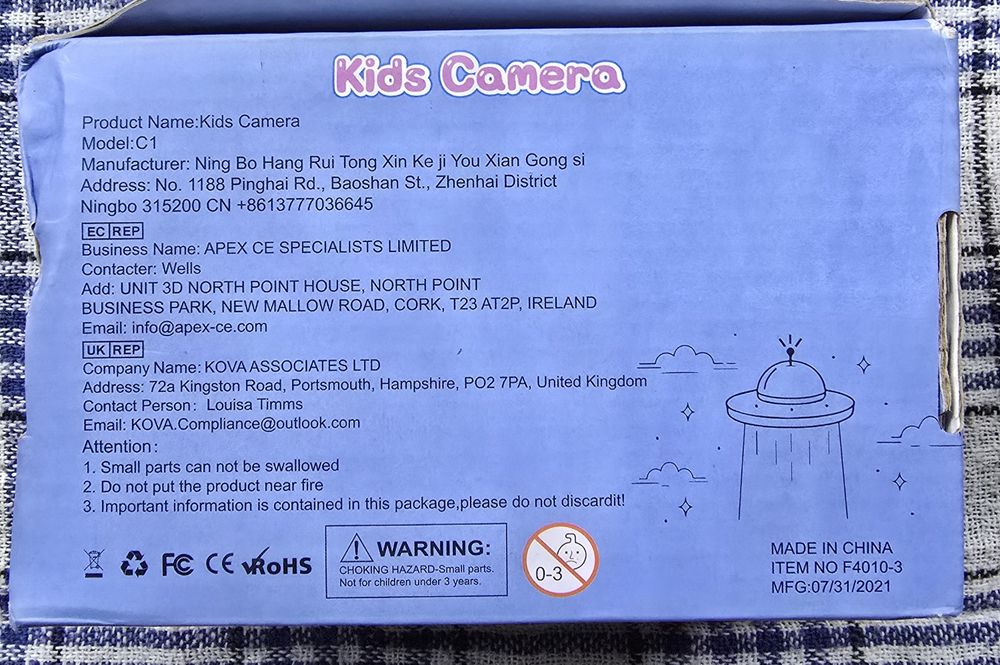 Kids Camera
Product Name:Kids Camera
Model:C1
Manufacturer: Ning Bo Hang Rui Tong Xin Ke ji You Xian Gong si
Address: No. 1188 Pinghai Rd., Baoshan St., Zhenhai District
Ningbo 315200 CN +8613777036645
EC REP
Business Name: APEX CE SPECIALISTS LIMITED
Contacter: Wells
Add: UNIT 3D NORTH POINT HOUSE, NORTH POINT
BUSINESS PARK, NEW MALLOW ROAD, CORK, T23 AT2P, IRELAND
Email: info@apex-ce.com
UK REP
Company Name: KOVA ASSOCIATES LTD
Address: 72a Kingston Road, Portsmouth, Hampshire, PO2 7PA, United Kingdom
Contact Person: Louisa Timms
Email: KOVA.Compliance@outlook.com
Attention:
1. Small parts can not be swallowed
2. Do not put the product near fire
3. Important information is contained in this package,please do not discardit!
FC CE RoHS
WARNING:
CHOKING HAZARD-Small parts.
Not for children under 3 years.
0-3
MADE IN CHINA
ITEM NO F4010-3
MFG:07/31/2021